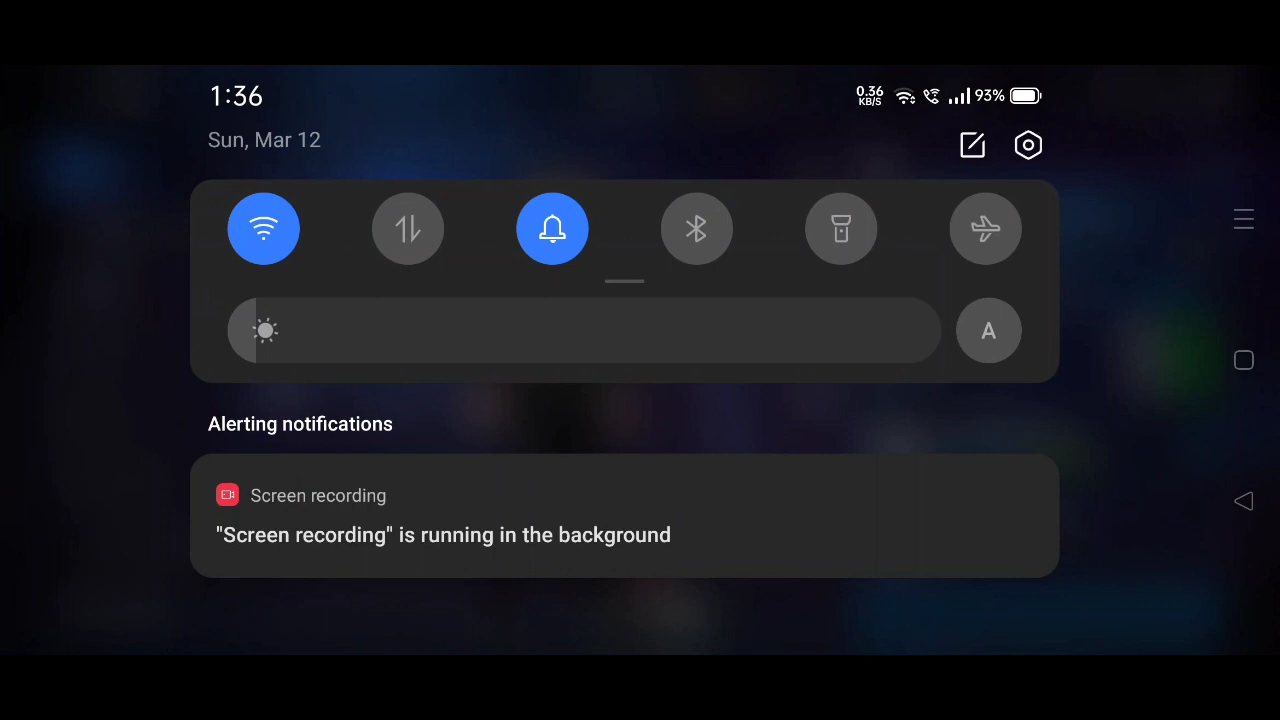 1:36
0.36 KB/S 93%
Sun, Mar 12
A
Alerting notifications
Screen recording
"Screen recording" is running in the background